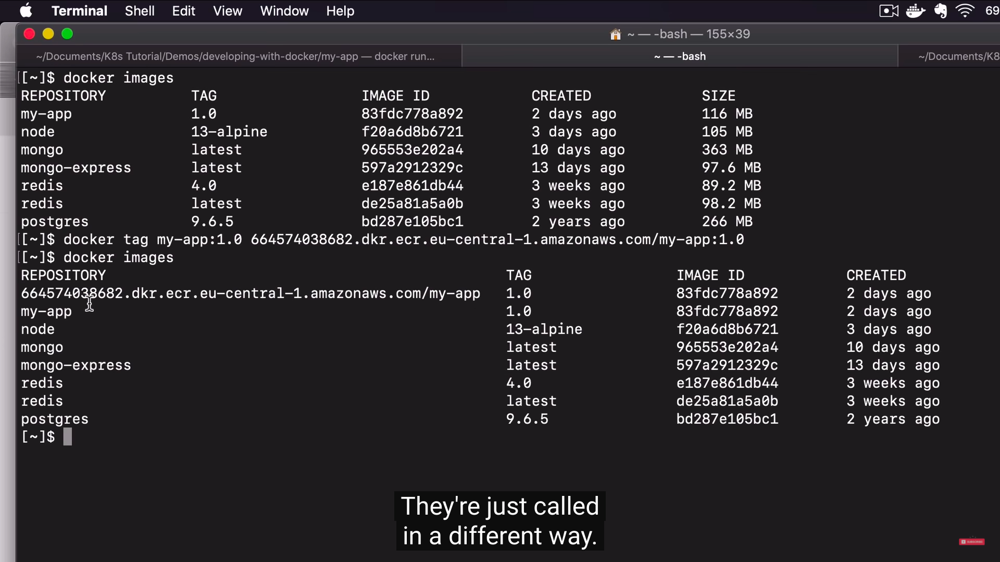 Terminal Shell Edit View Window Help 69
~ — -bash — 155×39
~/Documents/K8s Tutorial/Demos/developing-with-docker/my-app — docker run... ~ — -bash ~/Documents/K8
[[~]$ docker images
REPOSITORY TAG IMAGE ID CREATED SIZE
my-app 1.0 83fdc778a892 2 days ago 116 MB
node 13-alpine f20a6d8b6721 3 days ago 105 MB
mongo latest 965553e202a4 10 days ago 363 MB
mongo-express latest 597a2912329c 13 days ago 97.6 MB
redis 4.0 e187e861db44 3 weeks ago 89.2 MB
redis latest de25a81a5a0b 3 weeks ago 98.2 MB
postgres 9.6.5 bd287e105bc1 2 years ago 266 MB
[[~]$ docker tag my-app:1.0 664574038682.dkr.ecr.eu-central-1.amazonaws.com/my-app:1.0
[[~]$ docker images
REPOSITORY TAG IMAGE ID CREATED
664574038682.dkr.ecr.eu-central-1.amazonaws.com/my-app 1.0 83fdc778a892 2 days ago
my-app 1.0 83fdc778a892 2 days ago
node 13-alpine f20a6d8b6721 3 days ago
mongo latest 965553e202a4 10 days ago
mongo-express latest 597a2912329c 13 days ago
redis 4.0 e187e861db44 3 weeks ago
redis latest de25a81a5a0b 3 weeks ago
postgres 9.6.5 bd287e105bc1 2 years ago
[~]$
They're just called
in a different way.
SUBSCRIBE